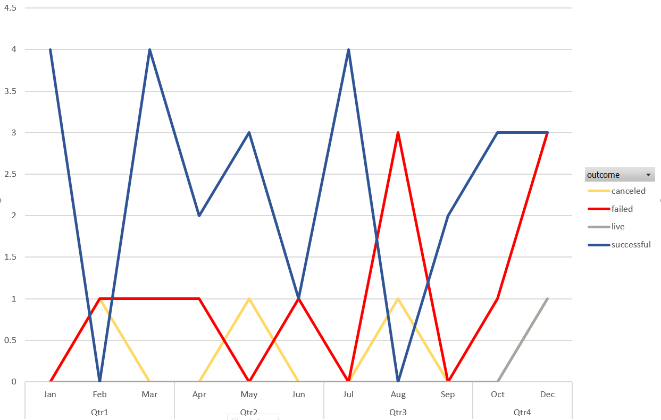 4.5
4
3.5
3
2.5
2
1.5
1
0.5
0
Jan Feb Mar Apr May Jun Jul Aug Sep Oct Dec
Qtr1 Qtr2 Qtr3 Qtr4
outcome
canceled
failed
live
successful